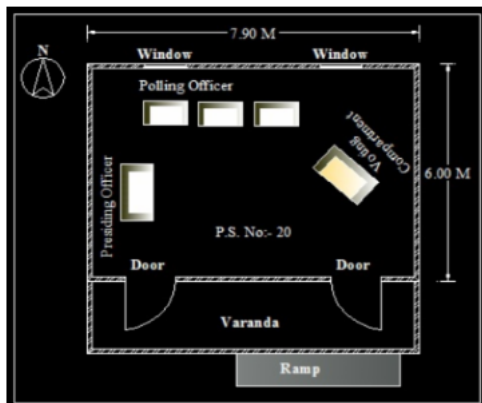 7.90 M
N
Window
Window
Polling Officer
Voting
Compartment
6.00 M
Presiding Officer
P.S. No:- 20
Door
Door
Varanda
Ramp